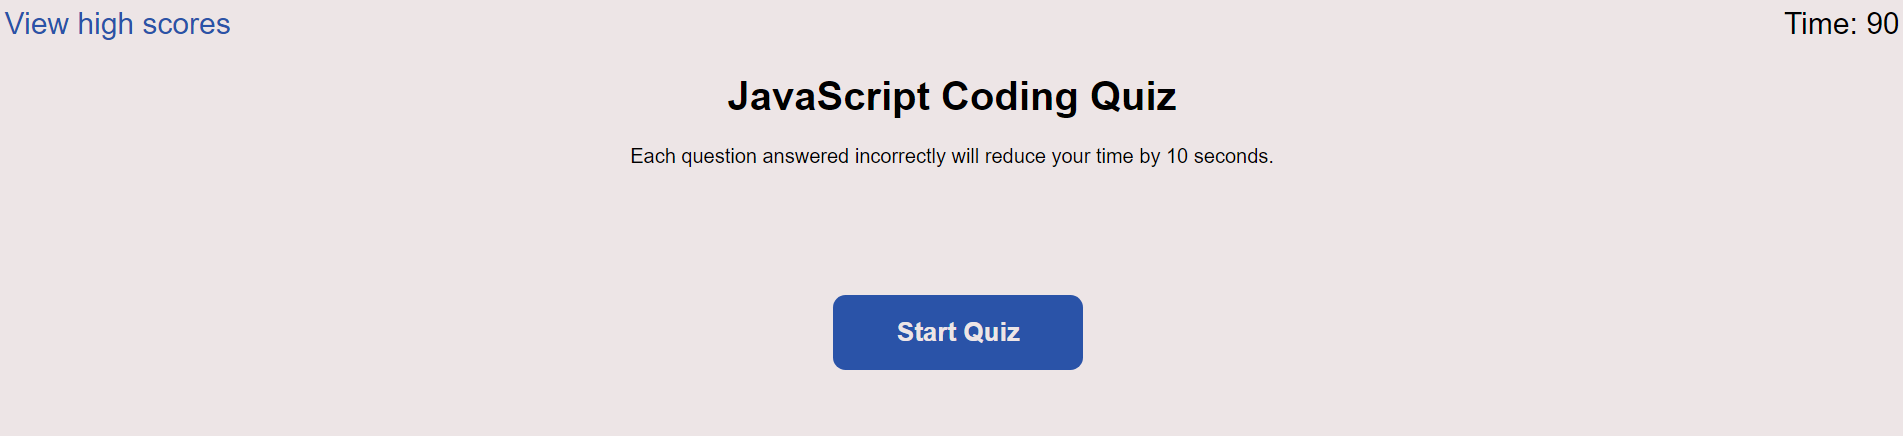 View high scores
Time: 90
JavaScript Coding Quiz
Each question answered incorrectly will reduce your time by 10 seconds.
Start Quiz